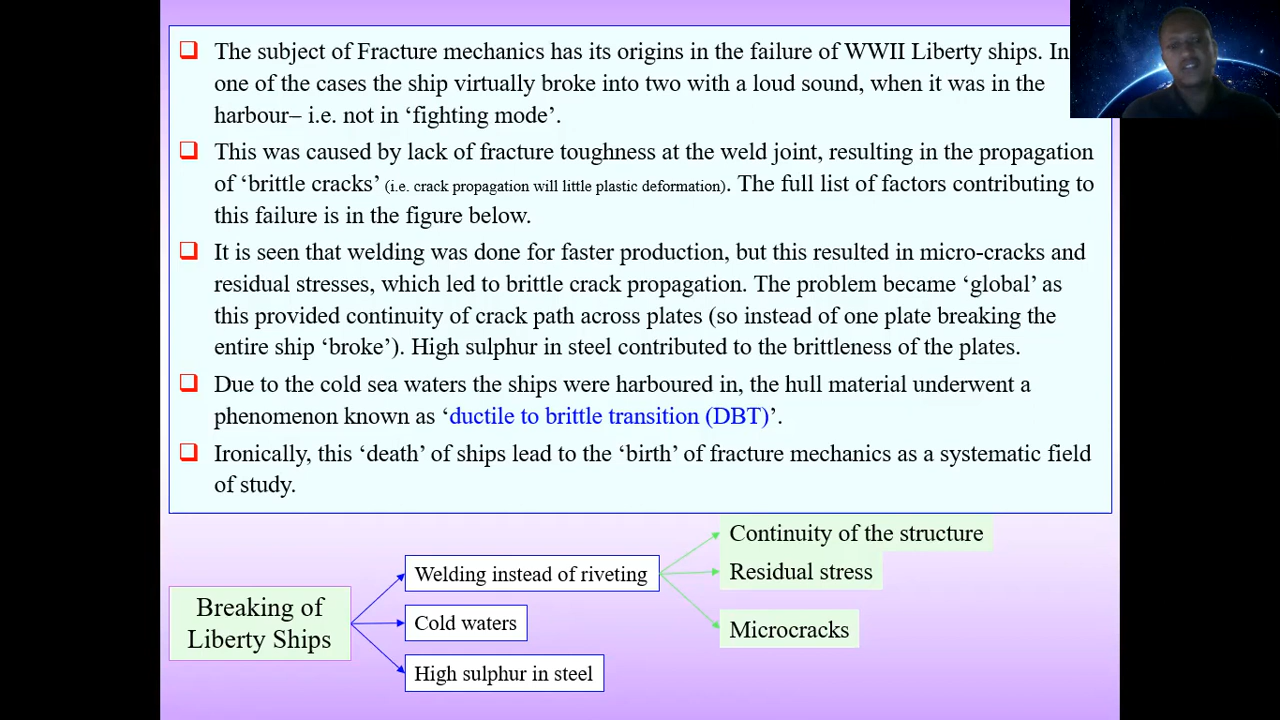 The subject of Fracture mechanics has its origins in the failure of WWII Liberty ships. In
one of the cases the ship virtually broke into two with a loud sound, when it was in the
harbour– i.e. not in ‘fighting mode’.
This was caused by lack of fracture toughness at the weld joint, resulting in the propagation
of ‘brittle cracks’ (i.e. crack propagation will little plastic deformation). The full list of factors contributing to
this failure is in the figure below.
It is seen that welding was done for faster production, but this resulted in micro-cracks and
residual stresses, which led to brittle crack propagation. The problem became ‘global’ as
this provided continuity of crack path across plates (so instead of one plate breaking the
entire ship ‘broke’). High sulphur in steel contributed to the brittleness of the plates.
Due to the cold sea waters the ships were harboured in, the hull material underwent a
phenomenon known as ‘ductile to brittle transition (DBT)’.
Ironically, this ‘death’ of ships lead to the ‘birth’ of fracture mechanics as a systematic field
of study.
Breaking of
Liberty Ships
Welding instead of riveting
Cold waters
High sulphur in steel
Continuity of the structure
Residual stress
Microcracks